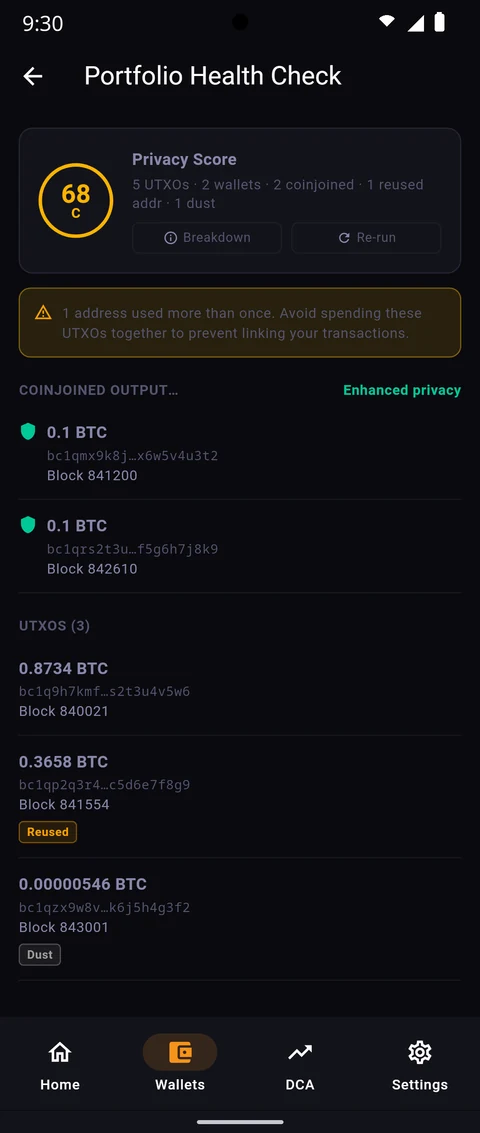 9:30
Portfolio Health Check
68
C
Privacy Score
5 UTXOs · 2 wallets · 2 coinjoined · 1 reused
addr · 1 dust
Breakdown
Re-run
1 address used more than once. Avoid spending these
UTXOs together to prevent linking your transactions.
COINJOINED OUTPUT…
Enhanced privacy
0.1 BTC
bc1qmx9k8j…x6w5v4u3t2
Block 841200
0.1 BTC
bc1qrs2t3u…f5g6h7j8k9
Block 842610
UTXOS (3)
0.8734 BTC
bc1q9h7kmf…s2t3u4v5w6
Block 840021
0.3658 BTC
bc1qp2q3r4…c5d6e7f8g9
Block 841554
Reused
0.00000546 BTC
bc1qzx9w8v…k6j5h4g3f2
Block 843001
Dust
Home
Wallets
DCA
Settings